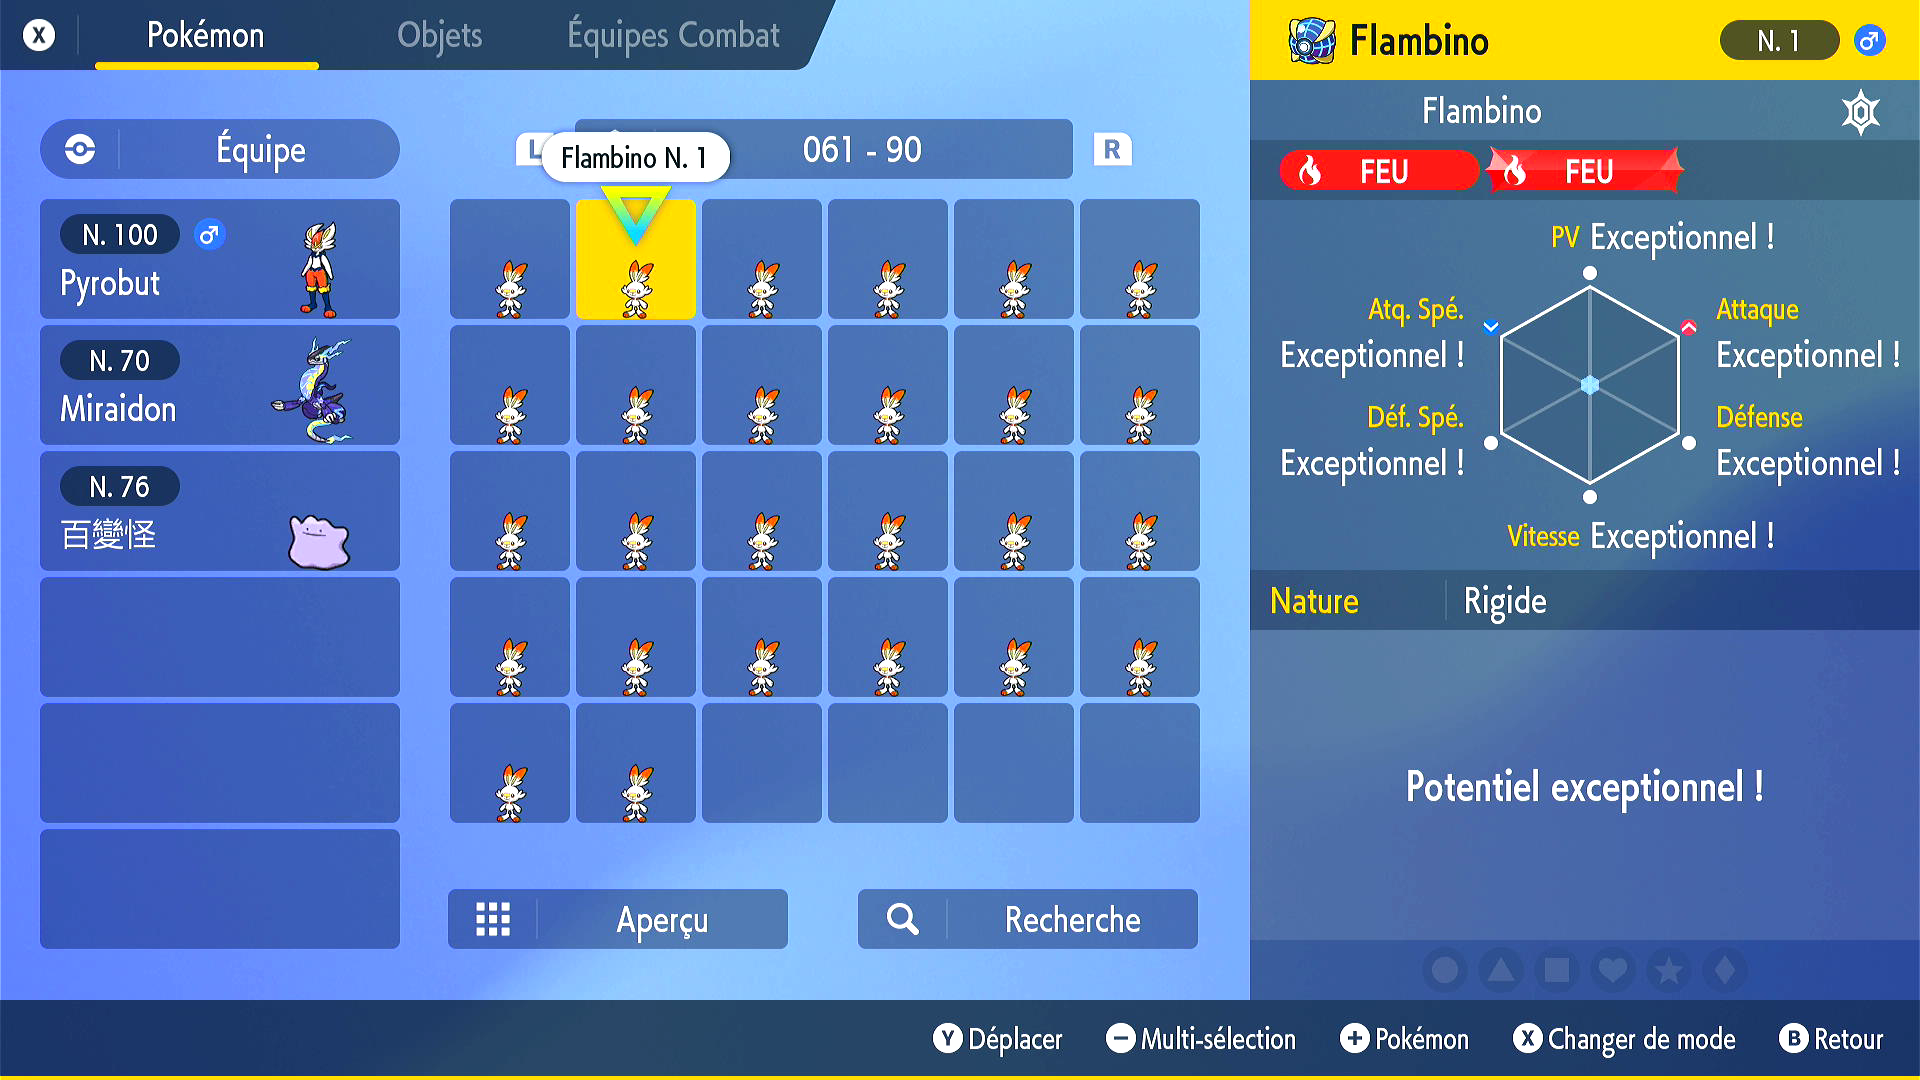 X Pokémon Objets Équipes Combat
Équipe
N. 100
Pyrobut
N. 70
Miraidon
N. 76
百變怪
L 061 - 90 R
Flambino N. 1
Aperçu Recherche
Flambino N. 1
Flambino
FEU FEU
PV Exceptionnel !
Atq. Spé.
Exceptionnel !
Attaque
Exceptionnel !
Déf. Spé.
Exceptionnel !
Défense
Exceptionnel !
Vitesse Exceptionnel !
Nature Rigide
Potentiel exceptionnel !
Y Déplacer Multi-sélection Pokémon X Changer de mode B Retour